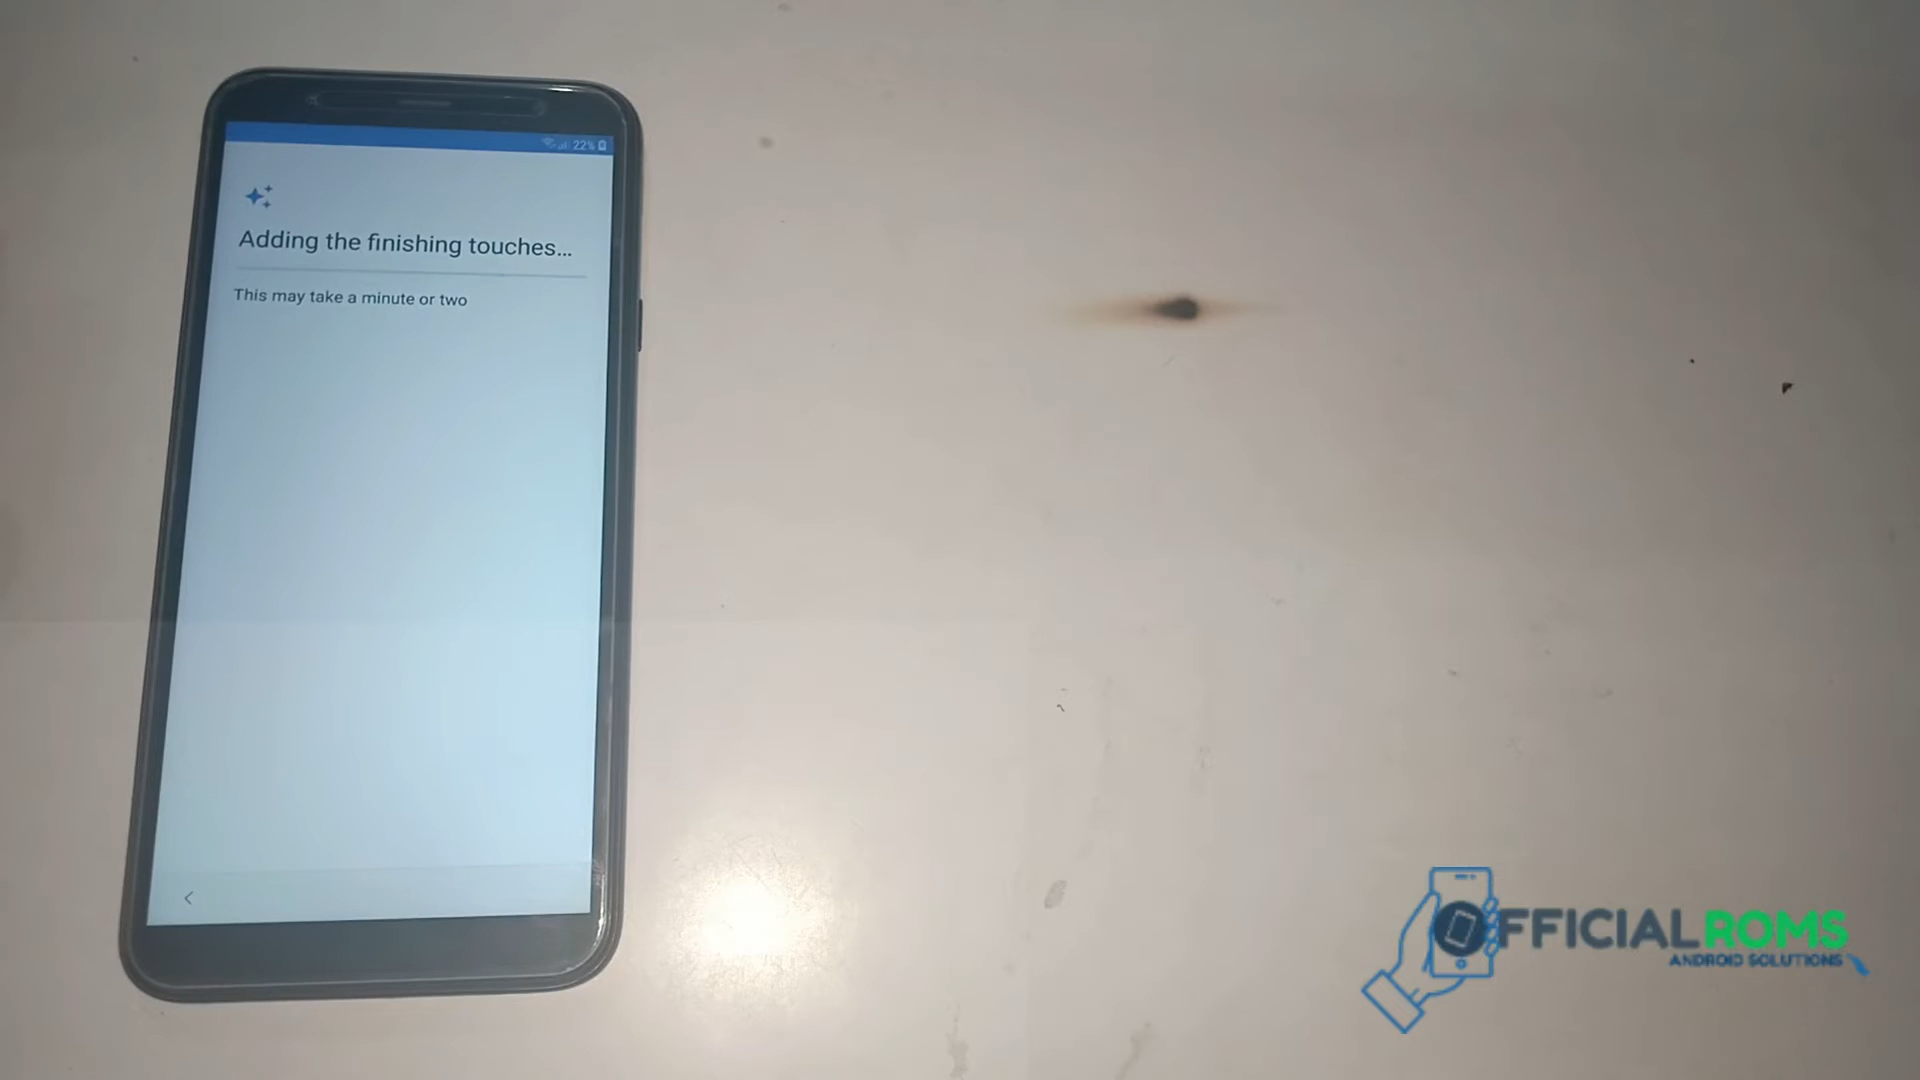 22%
Adding the finishing touches...
This may take a minute or two
OFFICIALROMS
ANDROID SOLUTIONS